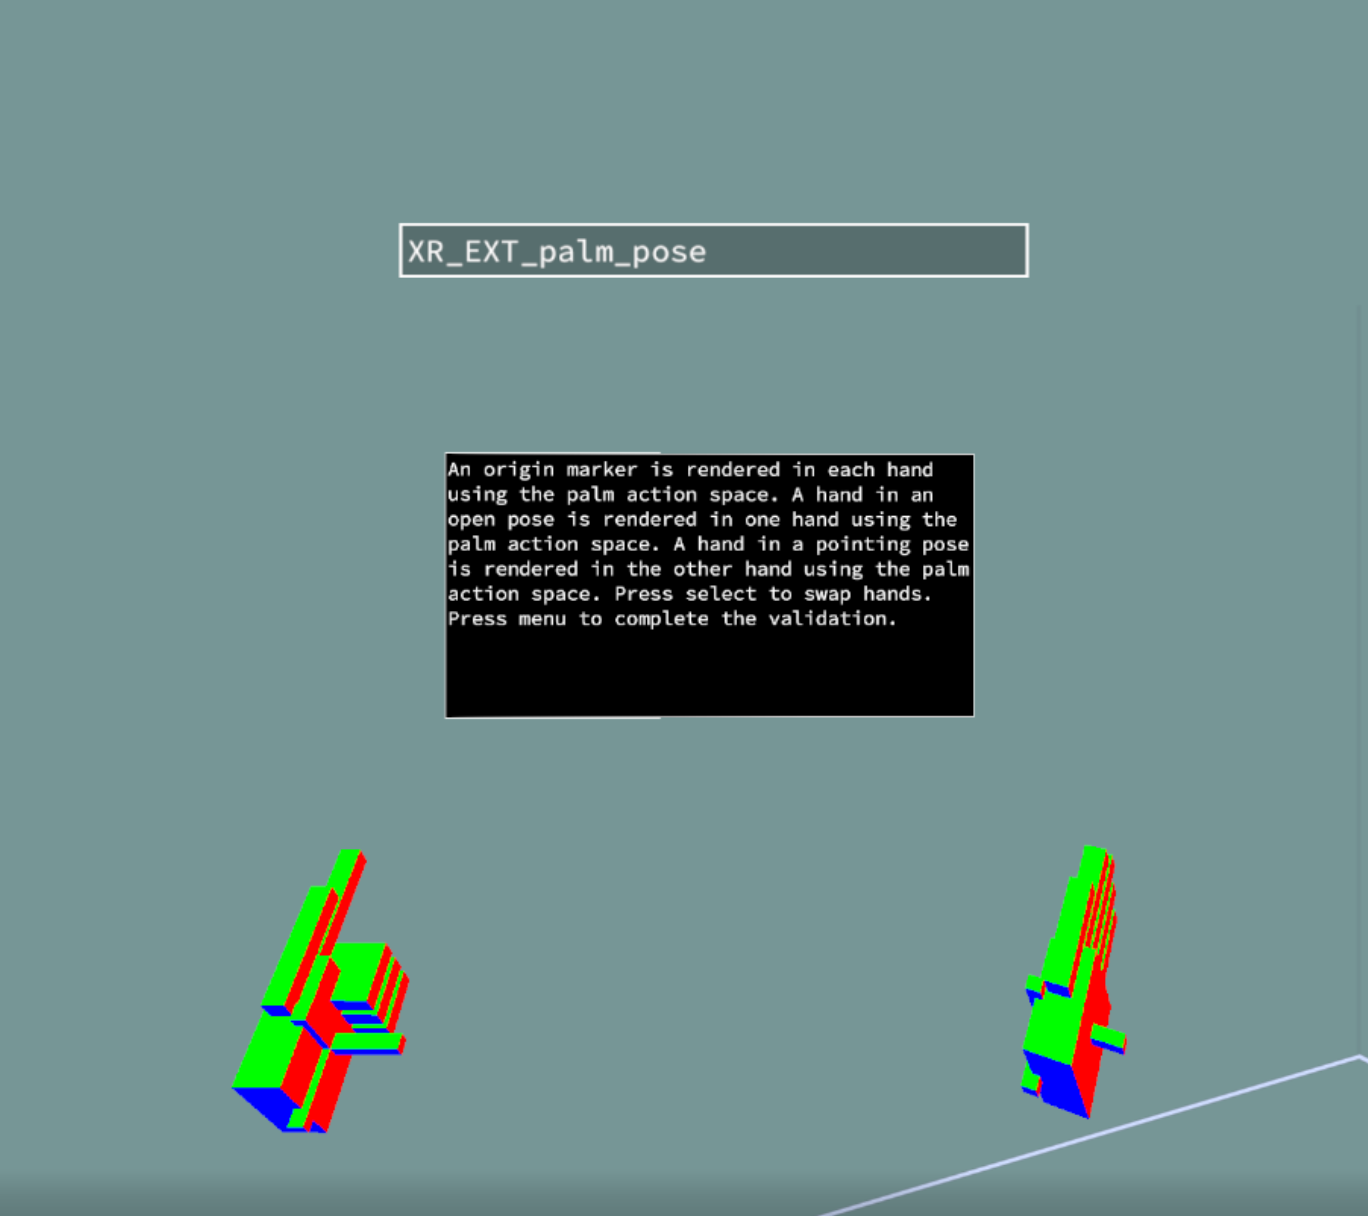 XR_EXT_palm_pose
An origin marker is rendered in each hand
using the palm action space. A hand in an
open pose is rendered in one hand using the
palm action space. A hand in a pointing pose
is rendered in the other hand using the palm
action space. Press select to swap hands.
Press menu to complete the validation.